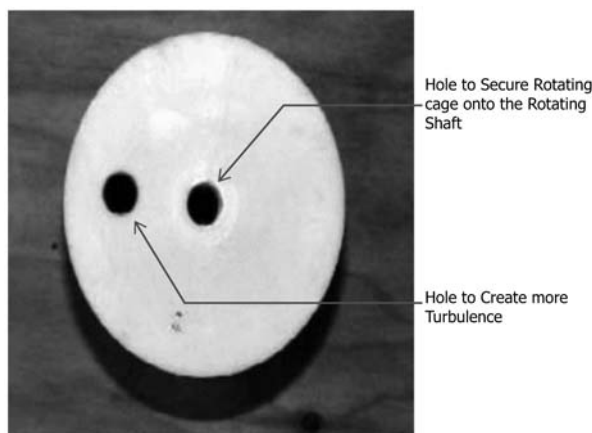 Hole to Secure Rotating
cage onto the Rotating
Shaft
Hole to Create more
Turbulence